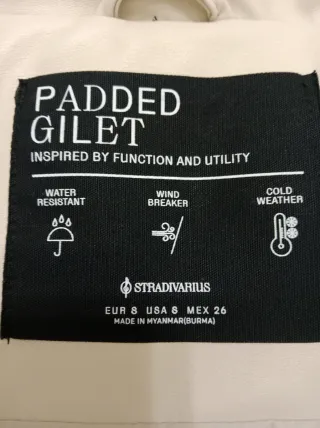 PADDED
GILET
INSPIRED BY FUNCTION AND UTILITY
WATER
RESISTANT
WIND
BREAKER
COLD
WEATHER
STRADIVARIUS
EUR S USA S MEX 26
MADE IN MYANMAR(BURMA)